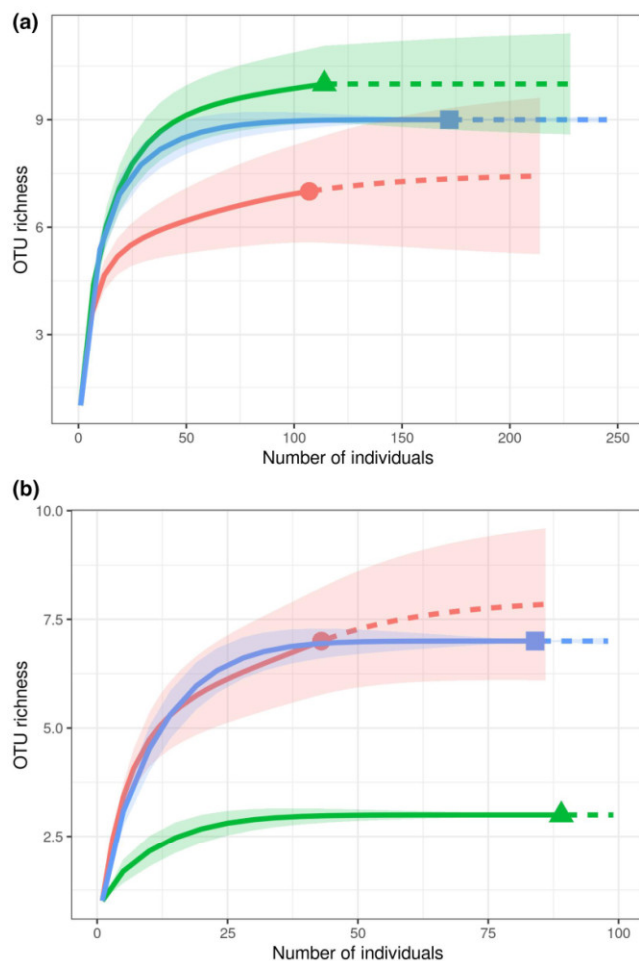 (a)
9
6
3
OTU richness
0 50 100 150 200 250
Number of individuals
(b)
10.0
7.5
5.0
2.5
OTU richness
0 25 50 75 100
Number of individuals